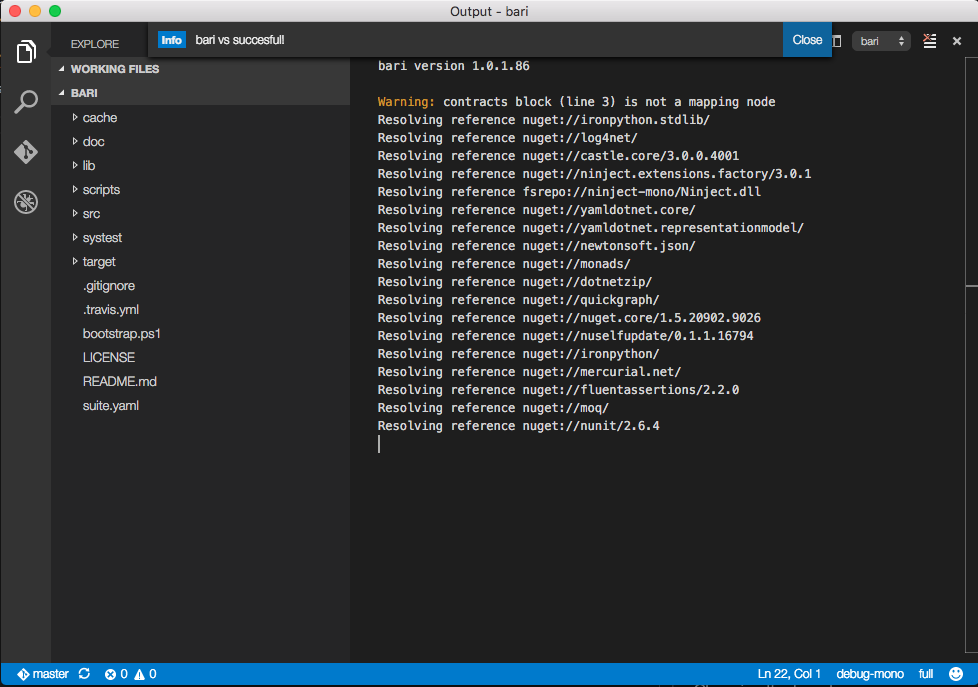 Output - bari
EXPLORE
Info bari vs succesful! Close
bari
WORKING FILES
BARI
cache
doc
lib
scripts
src
systest
target
.gitignore
.travis.yml
bootstrap.ps1
LICENSE
README.md
suite.yaml
bari version 1.0.1.86
Warning: contracts block (line 3) is not a mapping node
Resolving reference nuget://ironpython.stdlib/
Resolving reference nuget://log4net/
Resolving reference nuget://castle.core/3.0.0.4001
Resolving reference nuget://ninject.extensions.factory/3.0.1
Resolving reference fsrepo://ninject-mono/Ninject.dll
Resolving reference nuget://yamldotnet.core/
Resolving reference nuget://yamldotnet.representationmodel/
Resolving reference nuget://newtonsoft.json/
Resolving reference nuget://monads/
Resolving reference nuget://dotnetzip/
Resolving reference nuget://quickgraph/
Resolving reference nuget://nuget.core/1.5.20902.9026
Resolving reference nuget://nuselfupdate/0.1.1.16794
Resolving reference nuget://ironpython/
Resolving reference nuget://mercurial.net/
Resolving reference nuget://fluentassertions/2.2.0
Resolving reference nuget://moq/
Resolving reference nuget://nunit/2.6.4
master 0 0 Ln 22, Col 1 debug-mono full